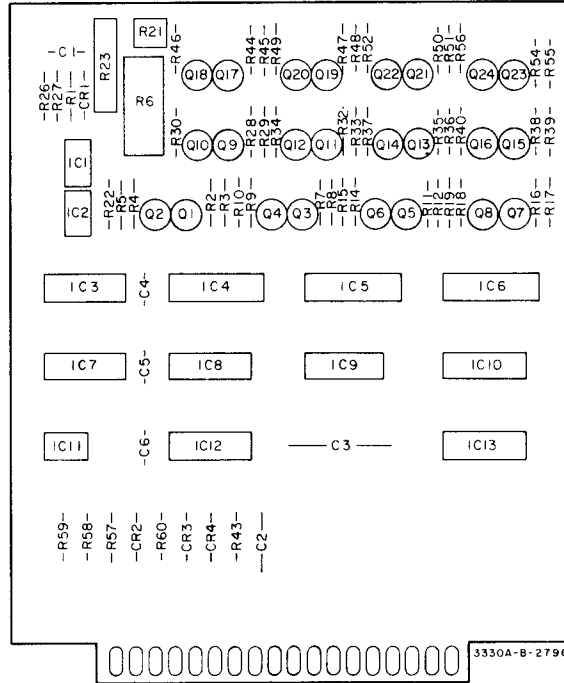 -C1-
R23
R21
-R46-
-R44-
-R45-
-R49-
-R47-
-R48-
-R52-
-R50-
-R51-
-R56-
-R54-
-R55-
-R26-
-R27-
-R1-
-CR1-
R6
Q18 Q17
Q20 Q19
Q22 Q21
Q24 Q23
-R30-
-R28-
-R29-
-R34-
-R32-
-R33-
-R37-
-R35-
-R36-
-R40-
-R38-
-R39-
Q10 Q9
Q12 Q11
Q14 Q13
Q16 Q15
IC1
IC2
-R22-
-R5-
-R4-
Q2 Q1
-R2-
-R3-
-R10-
-R9-
Q4 Q3
-R7-
-R8-
-R15-
-R14-
Q6 Q5
-R11-
-R12-
-R19-
-R18-
Q8 Q7
-R16-
-R17-
IC3 -C4- IC4 IC5 IC6
IC7 -C5- IC8 IC9 IC10
IC11 -C6- IC12 —C3— IC13
-R59-
-R58-
-R57-
-CR2-
-R60-
-CR3-
-CR4-
-R43-
—C2—
3330A-B-2796